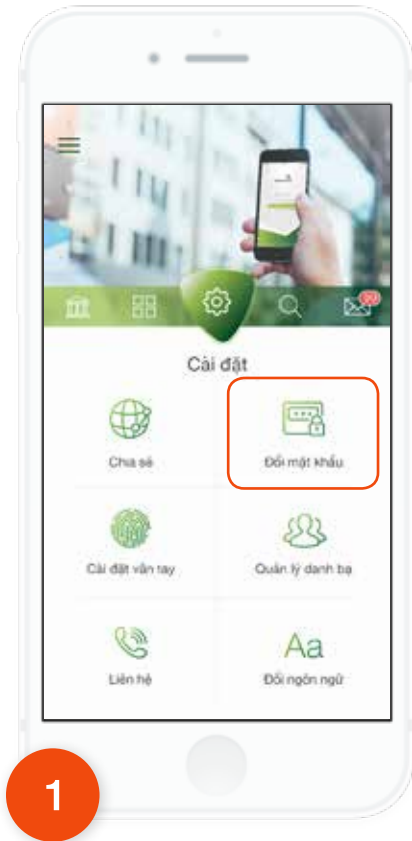 99
Cài đặt
Chia sẻ
Đổi mật khẩu
Cài đặt vân tay
Quản lý danh bạ
Liên hệ
Aa
Đổi ngôn ngữ
1